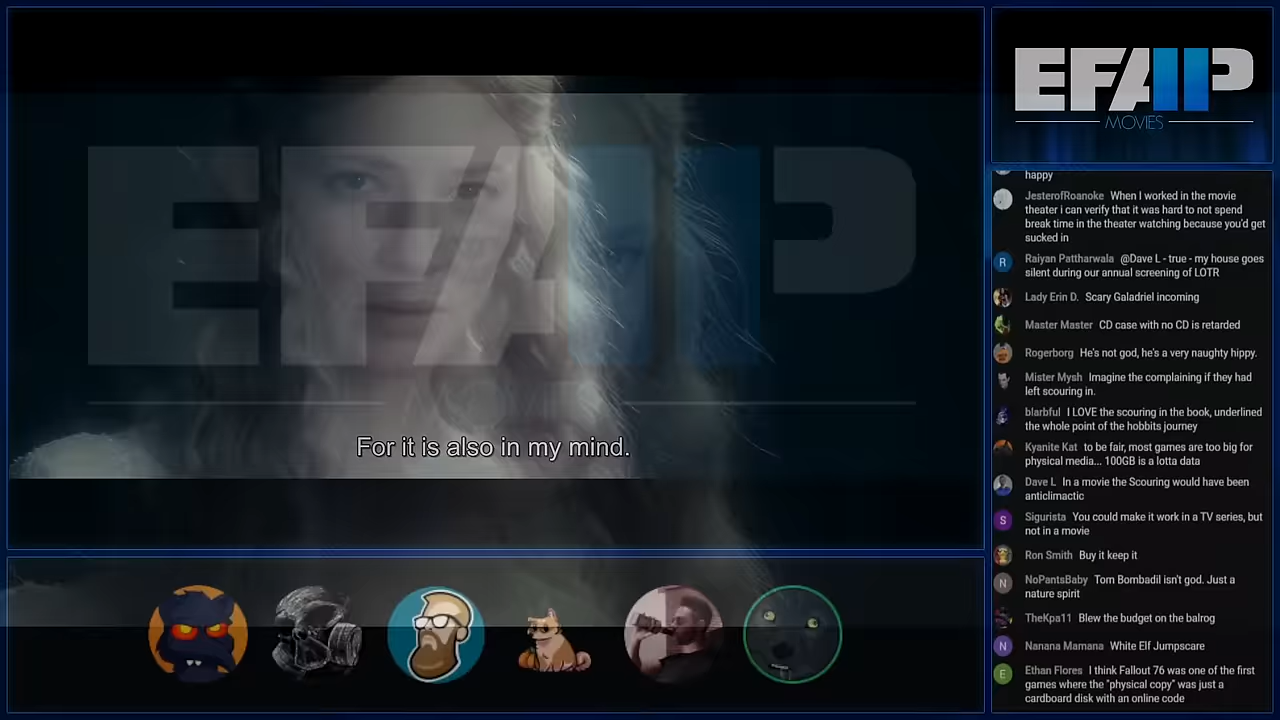 EFAP
MOVIES
EFAP
For it is also in my mind.
happy
JesterofRoanoke When I worked in the movie
theater i can verify that it was hard to not spend
break time in the theater watching because you'd get
sucked in
Raiyan Pattharwala @Dave L - true - my house goes
silent during our annual screening of LOTR
Lady Erin D. Scary Galadriel incoming
Master Master CD case with no CD is retarded
Rogerborg He's not god, he's a very naughty hippy.
Mister Mysh Imagine the complaining if they had
left scouring in.
blarbful I LOVE the scouring in the book, underlined
the whole point of the hobbits journey
Kyanite Kat to be fair, most games are too big for
physical media... 100GB is a lotta data
Dave L In a movie the Scouring would have been
anticlimactic
S
Sigurista You could make it work in a TV series, but
not in a movie
Ron Smith Buy it keep it
N
NoPantsBaby Tom Bombadil isn't god. Just a
nature spirit
TheKpa11 Blew the budget on the balrog
N
Nanana Mamana White Elf Jumpscare
E
Ethan Flores I think Fallout 76 was one of the first
games where the "physical copy" was just a
cardboard disk with an online code